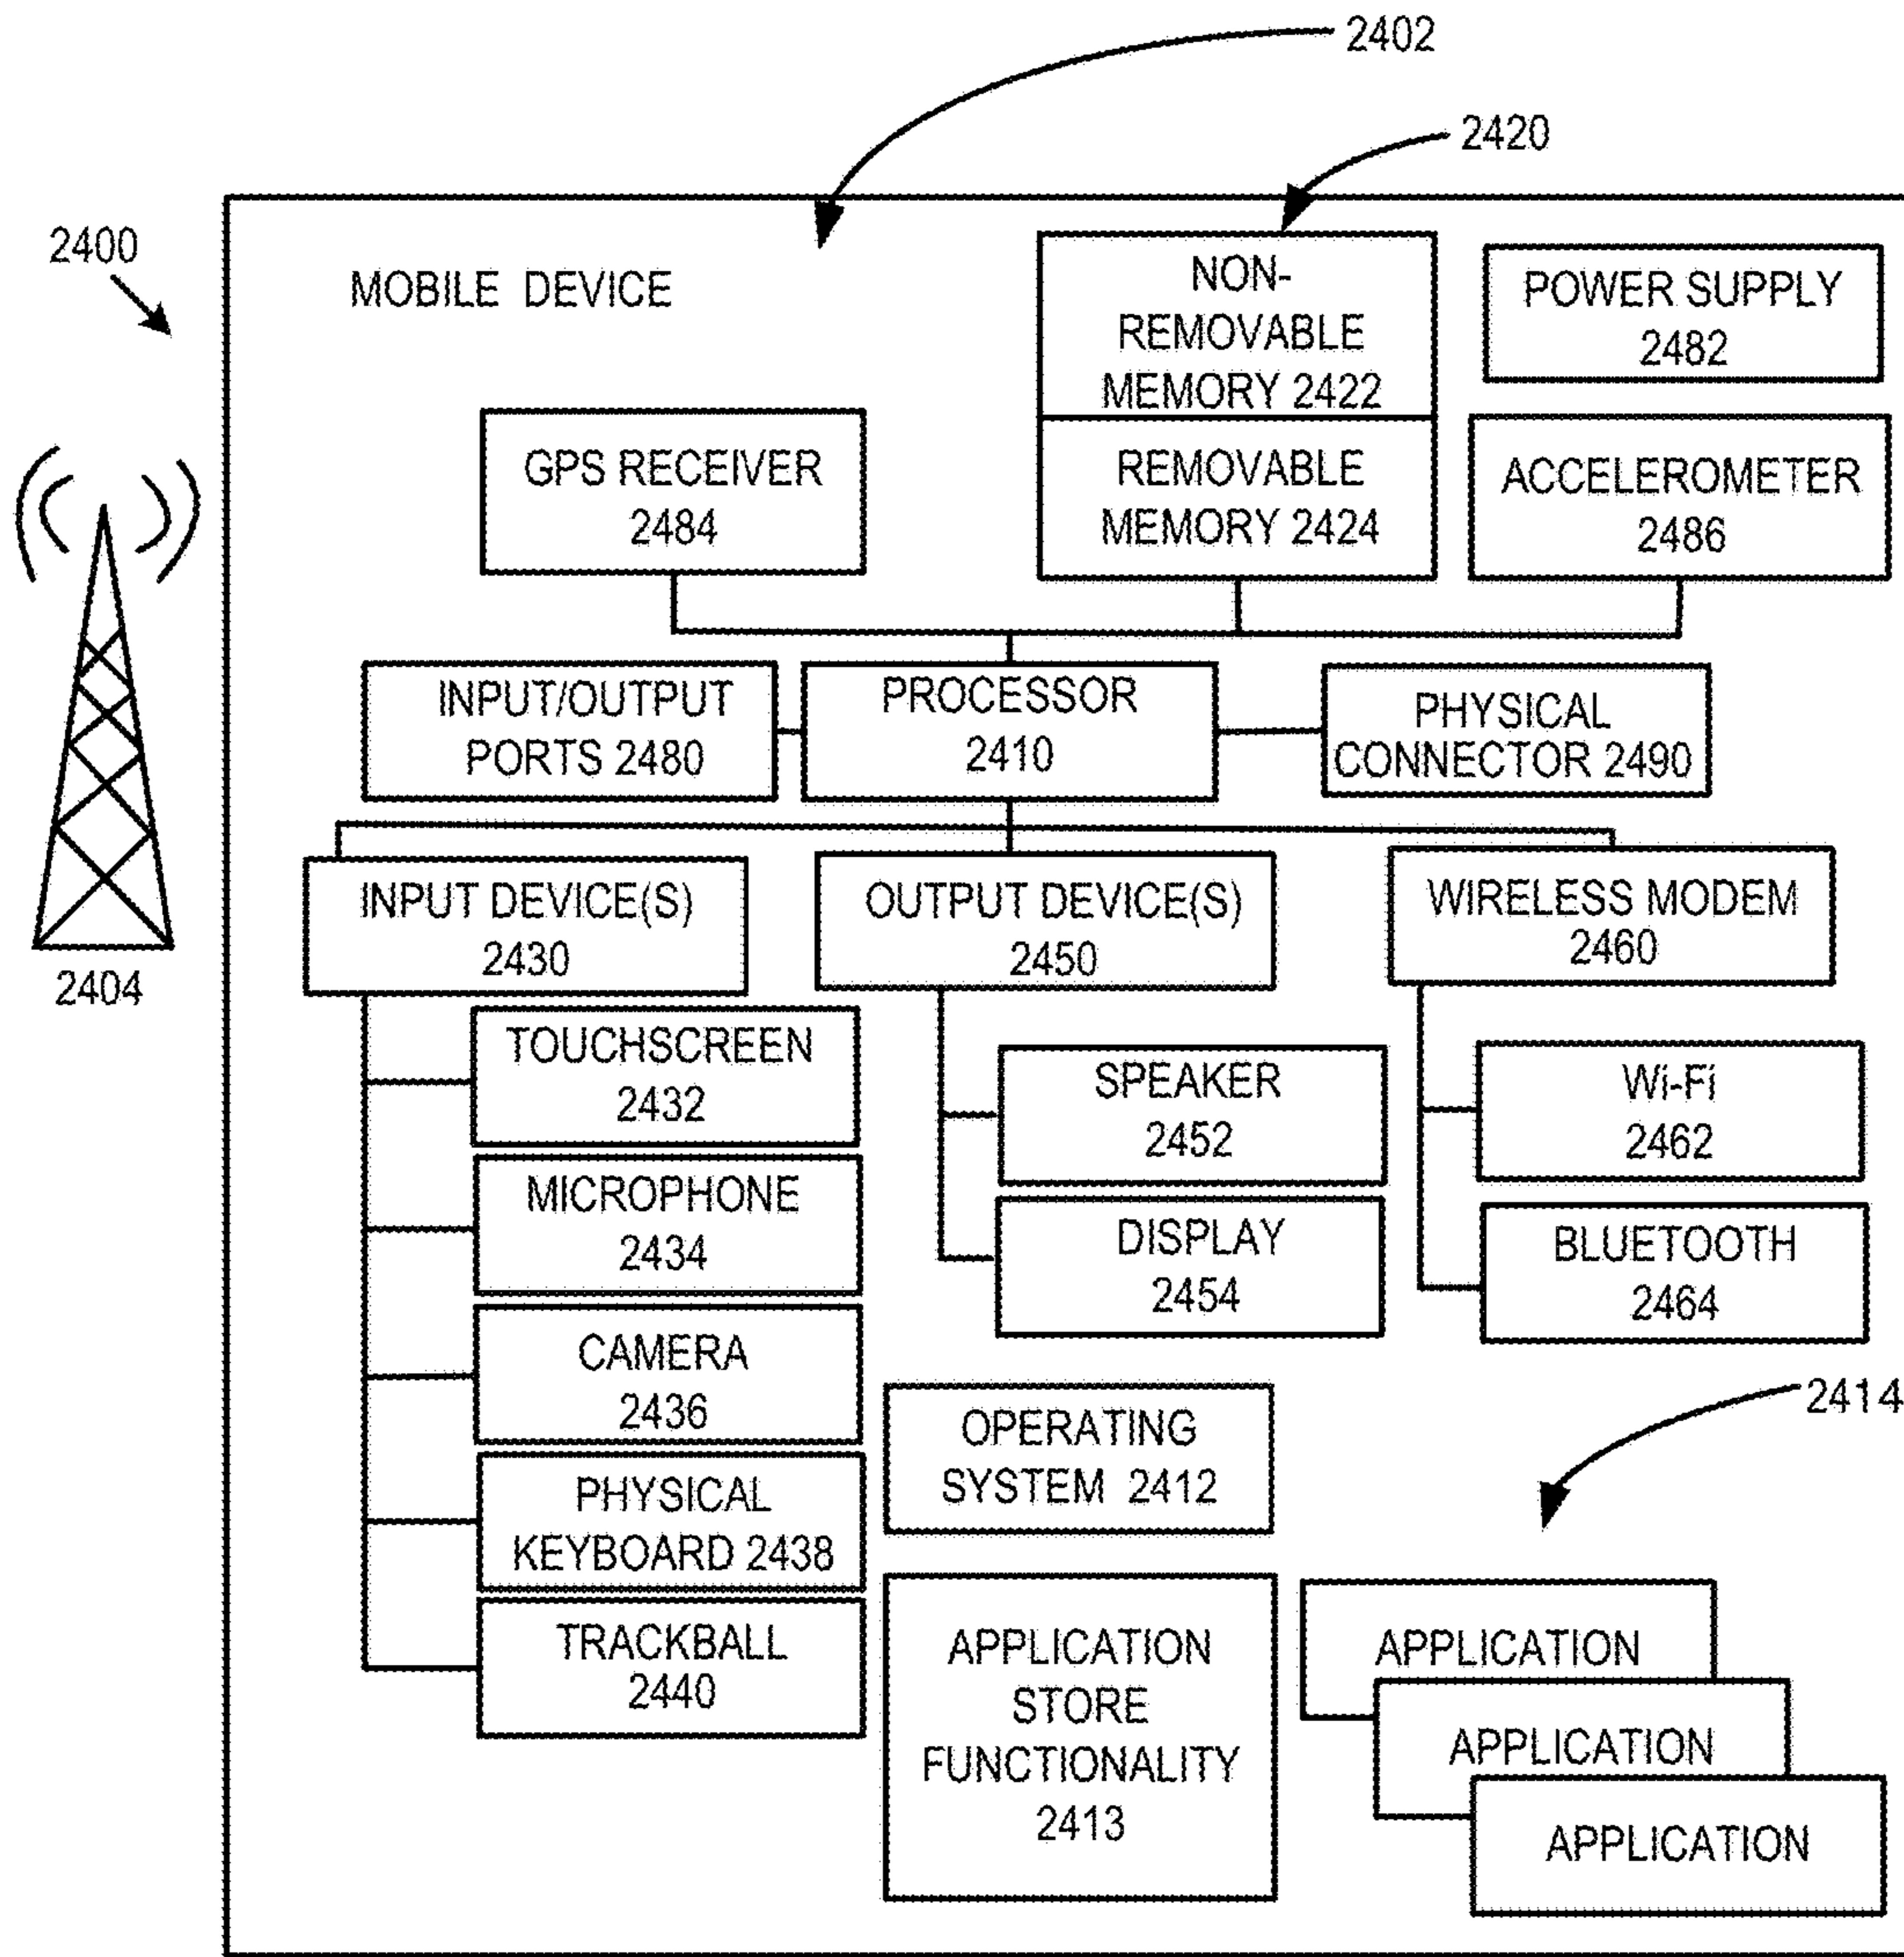 2402
2420
2400
MOBILE DEVICE
NON-
REMOVABLE
MEMORY 2422
POWER SUPPLY
2482
GPS RECEIVER
2484
REMOVABLE
MEMORY 2424
ACCELEROMETER
2486
INPUT/OUTPUT
PORTS 2480
PROCESSOR
2410
PHYSICAL
CONNECTOR 2490
INPUT DEVICE(S)
2430
OUTPUT DEVICE(S)
2450
WIRELESS MODEM
2460
2404
TOUCHSCREEN
2432
SPEAKER
2452
Wi-Fi
2462
MICROPHONE
2434
DISPLAY
2454
BLUETOOTH
2464
CAMERA
2436
OPERATING
SYSTEM 2412
2414
PHYSICAL
KEYBOARD 2438
TRACKBALL
2440
APPLICATION
STORE
FUNCTIONALITY
2413
APPLICATION
APPLICATION
APPLICATION